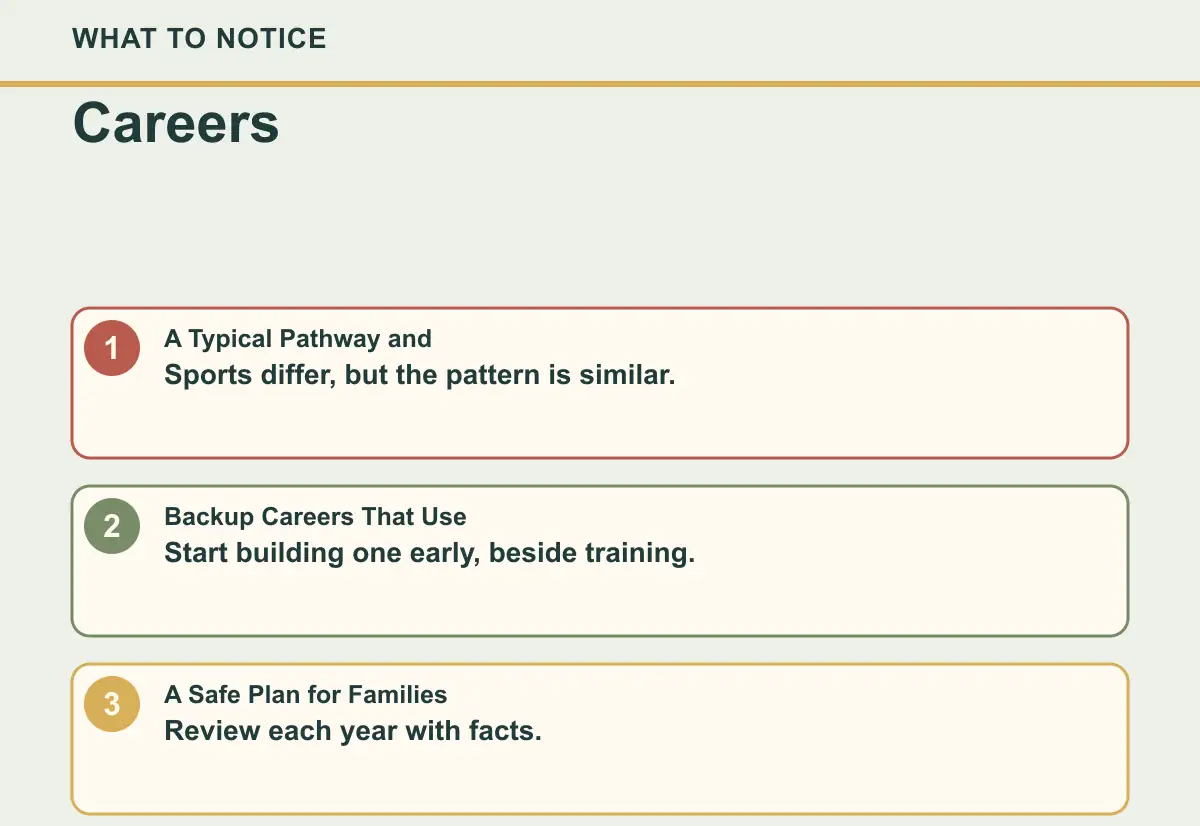 WHAT TO NOTICE
Careers
1
A Typical Pathway and
Sports differ, but the pattern is similar.
2
Backup Careers That Use
Start building one early, beside training.
3
A Safe Plan for Families
Review each year with facts.